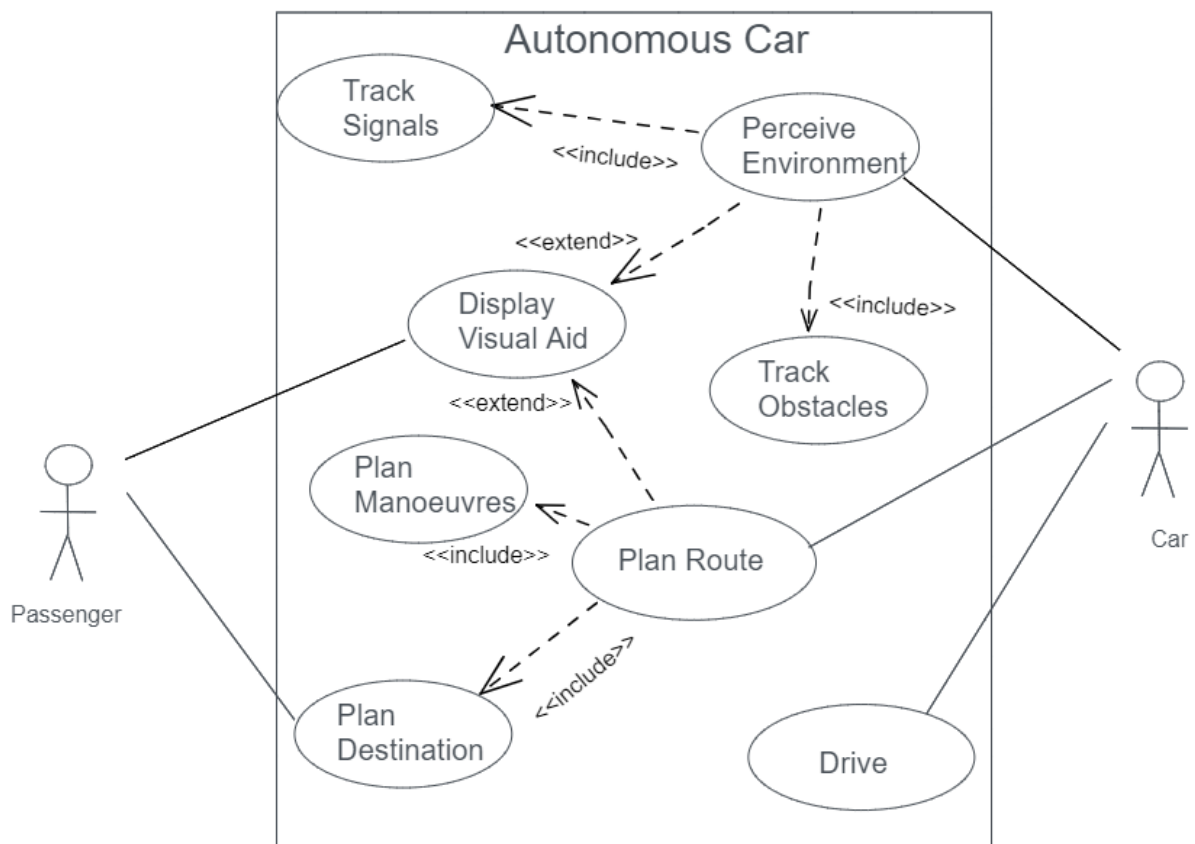 Autonomous Car
Track
Signals
Perceive
Environment
<<include>>
<<extend>>
Display
Visual Aid
<<include>>
Track
Obstacles
<<extend>>
Plan
Manoeuvres
<<include>>
Plan Route
Car
Passenger
<<include>>
Plan
Destination
Drive